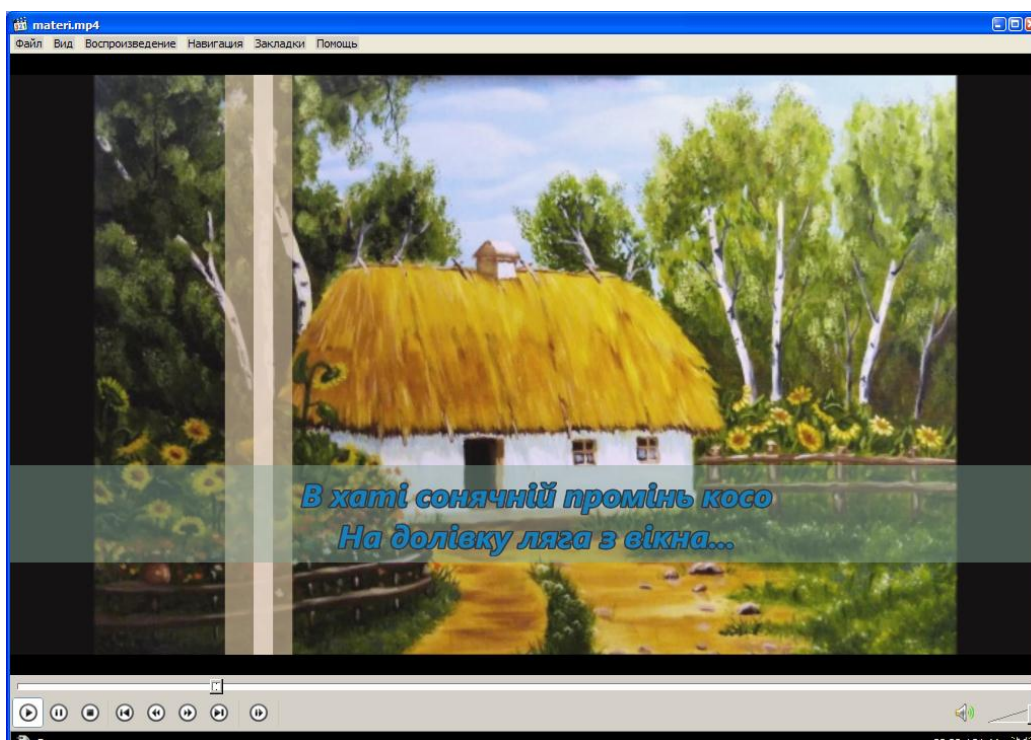 materi.mp4
Файл Вид Воспроизведение Навигация Закладки Помощь
В хаті сонячній промінь косо
На долівку ляга з вікна...